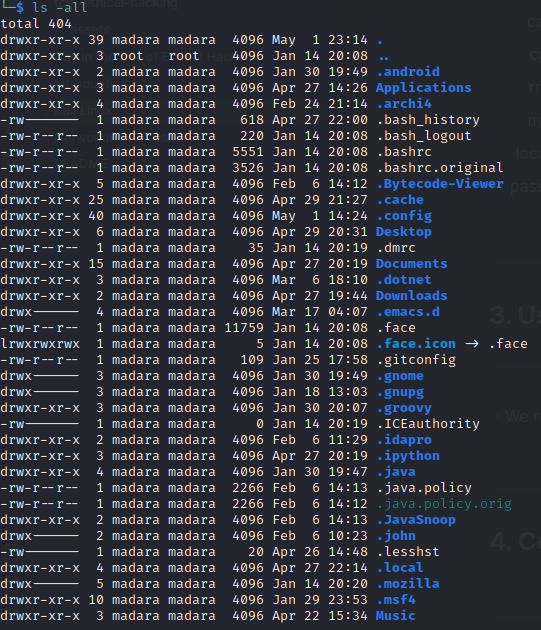 └─$ ls -all
total 404
drwxr-xr-x 39 madara madara  4096 May  1 23:14 .
drwxr-xr-x  3 root   root    4096 Jan 14 20:08 ..
drwxr-xr-x  2 madara madara  4096 Jan 30 19:49 .android
drwxr-xr-x  3 madara madara  4096 Apr 27 14:26 Applications
drwxr-xr-x  4 madara madara  4096 Feb 24 21:14 .archi4
-rw-------  1 madara madara   618 Apr 27 22:00 .bash_history
-rw-r--r--  1 madara madara   220 Jan 14 20:08 .bash_logout
-rw-r--r--  1 madara madara  5551 Jan 14 20:08 .bashrc
-rw-r--r--  1 madara madara  3526 Jan 14 20:08 .bashrc.original
drwxr-xr-x  5 madara madara  4096 Feb  6 14:12 .Bytecode-Viewer
drwxr-xr-x 25 madara madara  4096 Apr 29 21:27 .cache
drwxr-xr-x 40 madara madara  4096 May  1 14:24 .config
drwxr-xr-x  6 madara madara  4096 Apr 29 20:31 Desktop
-rw-r--r--  1 madara madara    35 Jan 14 20:19 .dmrc
drwxr-xr-x 15 madara madara  4096 Apr 27 20:19 Documents
drwxr-xr-x  3 madara madara  4096 Mar  6 18:10 .dotnet
drwxr-xr-x  2 madara madara  4096 Apr 27 19:44 Downloads
drwx------  4 madara madara  4096 Mar 17 04:07 .emacs.d
-rw-r--r--  1 madara madara 11759 Jan 14 20:08 .face
lrwxrwxrwx  1 madara madara     5 Jan 14 20:08 .face.icon -> .face
-rw-r--r--  1 madara madara   109 Jan 25 17:58 .gitconfig
drwx------  3 madara madara  4096 Jan 30 19:49 .gnome
drwx------  3 madara madara  4096 Jan 18 13:03 .gnupg
drwxr-xr-x  3 madara madara  4096 Jan 30 20:07 .groovy
-rw-------  1 madara madara     0 Jan 14 20:19 .ICEauthority
drwxr-xr-x  2 madara madara  4096 Feb  6 11:29 .idapro
drwxr-xr-x  3 madara madara  4096 Apr 27 20:19 .ipython
drwxr-xr-x  4 madara madara  4096 Jan 30 19:47 .java
-rw-r--r--  1 madara madara  2266 Feb  6 14:13 .java.policy
-rw-r--r--  1 madara madara  2266 Feb  6 14:12 .java.policy.orig
drwxr-xr-x  2 madara madara  4096 Feb  6 14:13 .JavaSnoop
drwx------  2 madara madara  4096 Feb  6 10:23 .john
-rw-------  1 madara madara    20 Apr 26 14:48 .lesshst
drwxr-xr-x  4 madara madara  4096 Apr 27 22:14 .local
drwx------  5 madara madara  4096 Jan 14 20:20 .mozilla
drwxr-xr-x 10 madara madara  4096 Jan 29 23:53 .msf4
drwxr-xr-x  3 madara madara  4096 Apr 22 15:34 Music